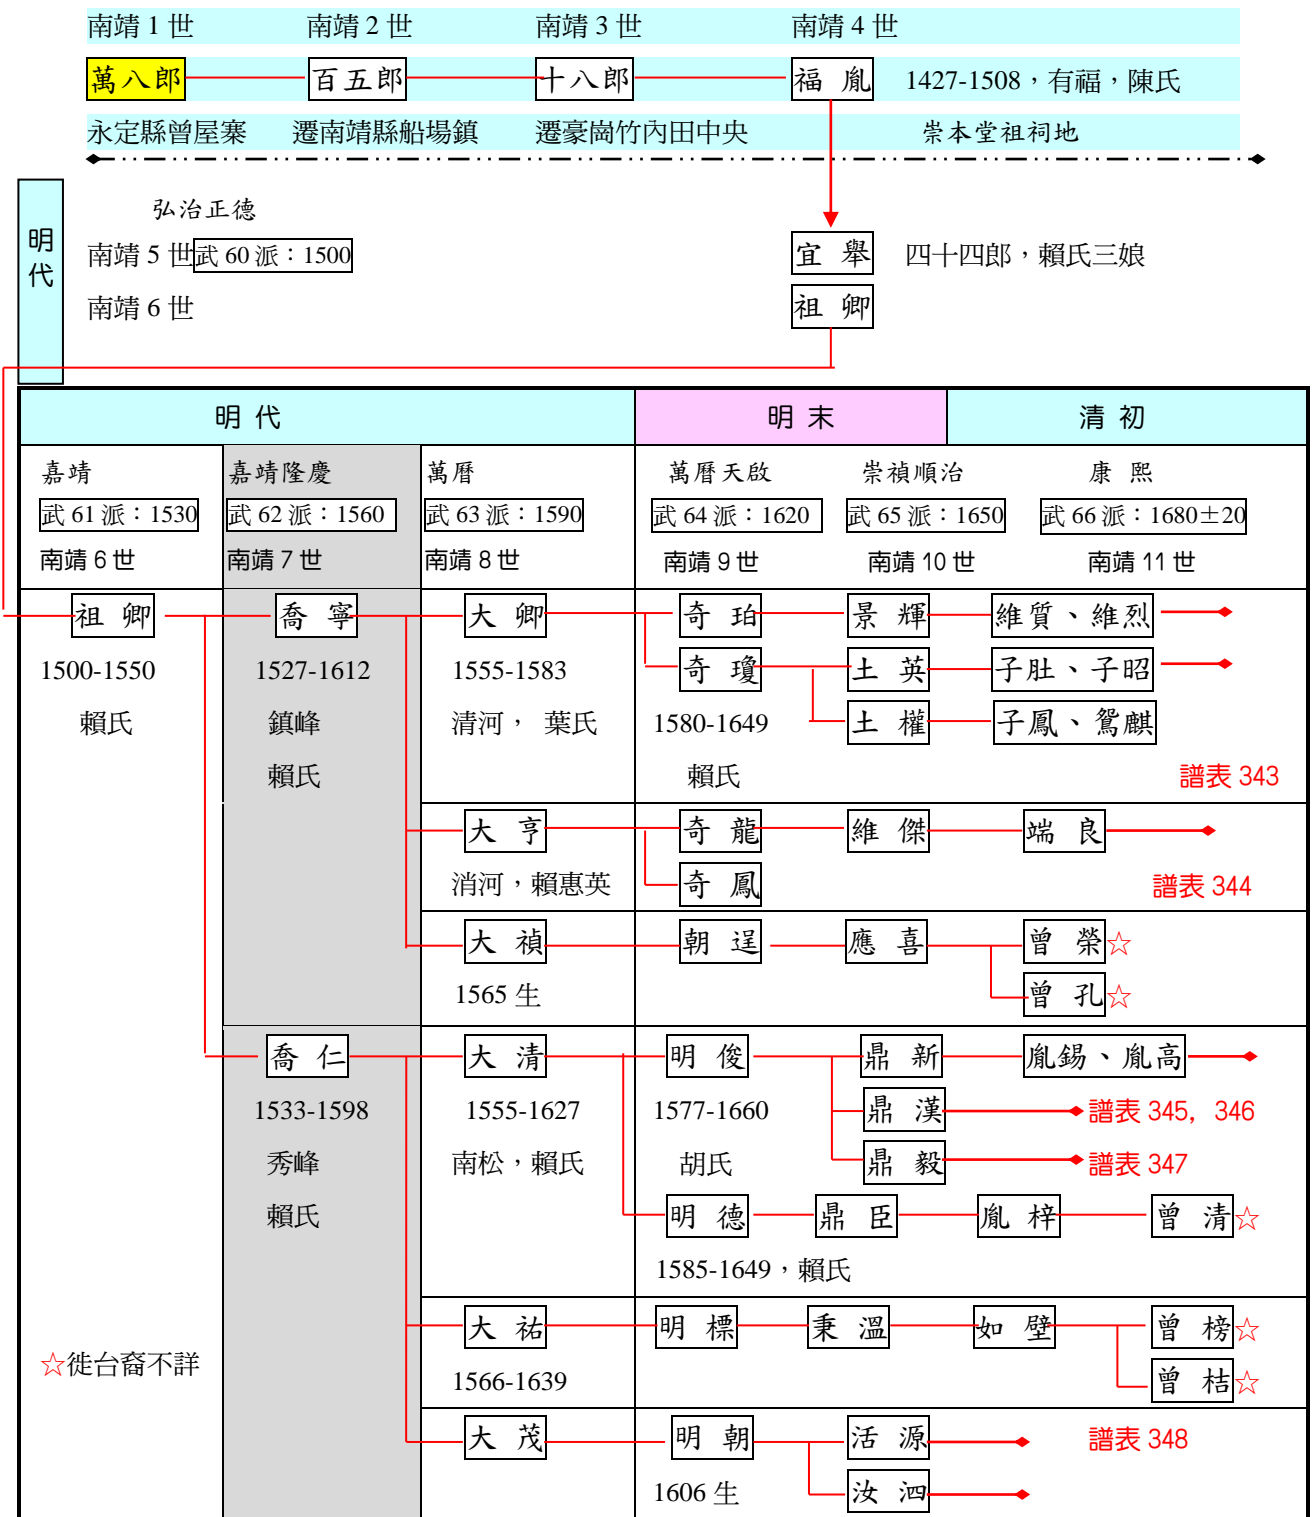 南靖 1 世 南靖 2 世 南靖 3 世 南靖 4 世
萬八郎 百五郎 十八郎 福 胤 1427-1508，有福，陳氏
永定縣曾屋寨 遷南靖縣船場鎮 遷豪崗竹內田中央 崇本堂祖祠地
明代
弘治正德
南靖 5 世 武 60 派：1500 宜 舉 四十四郎，賴氏三娘
南靖 6 世 祖 卿
明 代 明 末 清 初
嘉靖 嘉靖隆慶 萬曆 萬曆天啟 崇禎順治 康 熙
武 61 派：1530 武 62 派：1560 武 63 派：1590 武 64 派：1620 武 65 派：1650 武 66 派：1680±20
南靖 6 世 南靖 7 世 南靖 8 世 南靖 9 世 南靖 10 世 南靖 11 世
祖 卿 喬 寧 大 卿 奇 珀 景 輝 維質、維烈
1500-1550 1527-1612 1555-1583 奇 瓊 士 英 子肚、子昭
賴氏 鎮峰 清河， 葉氏 1580-1649 士 權 子鳳、鴛麒
賴氏 賴氏 譜表 343
大 亨 奇 龍 維 傑 端 良
消河，賴惠英 奇 鳳 譜表 344
大 禎 朝 逞 應 喜 曾 榮☆
1565 生 曾 孔☆
喬 仁 大 清 明 俊 鼎 新 胤錫、胤高
1533-1598 1555-1627 1577-1660 鼎 漢 譜表 345，346
秀峰 南松，賴氏 胡氏 鼎 毅 譜表 347
賴氏 明 德 鼎 臣 胤 梓 曾 清☆
1585-1649，賴氏
大 祐 明 標 秉 溫 如 壁 曾 榜☆
☆徙台裔不詳 1566-1639 曾 桔☆
大 茂 明 朝 活 源 譜表 348
1606 生 汝 泗